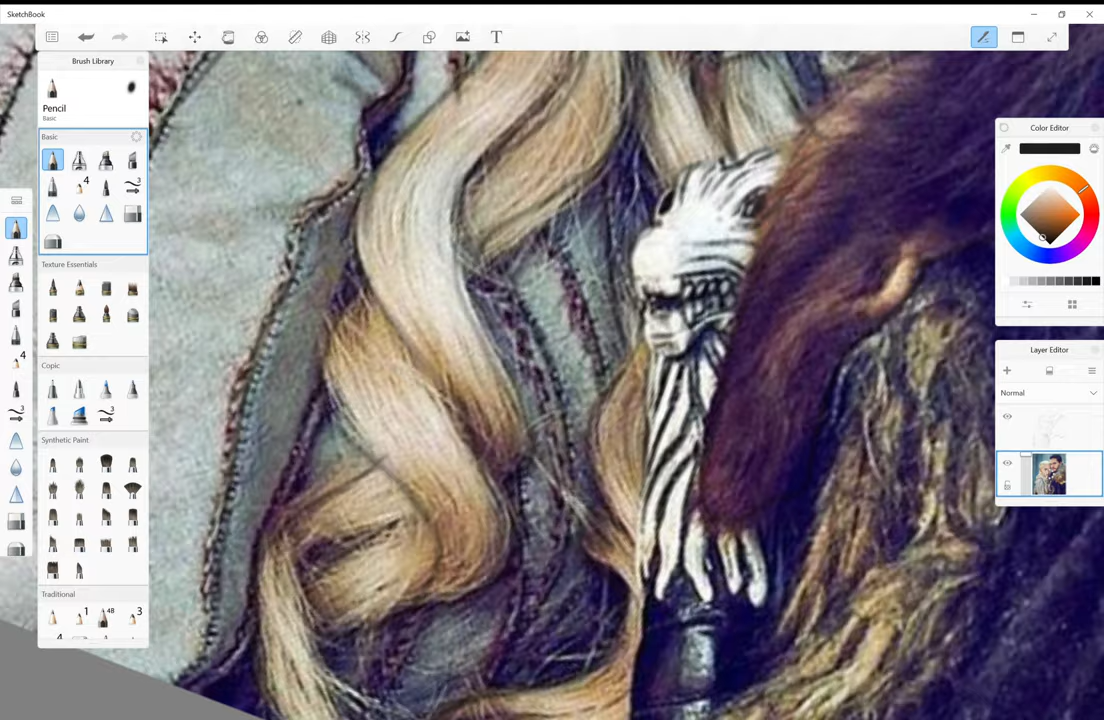 SketchBook
T
Brush Library
Pencil
Basic
Basic
4
3
4
3
Texture Essentials
Copic
3
Synthetic Paint
Traditional
1
4B
3
4
Color Editor
Layer Editor
Normal